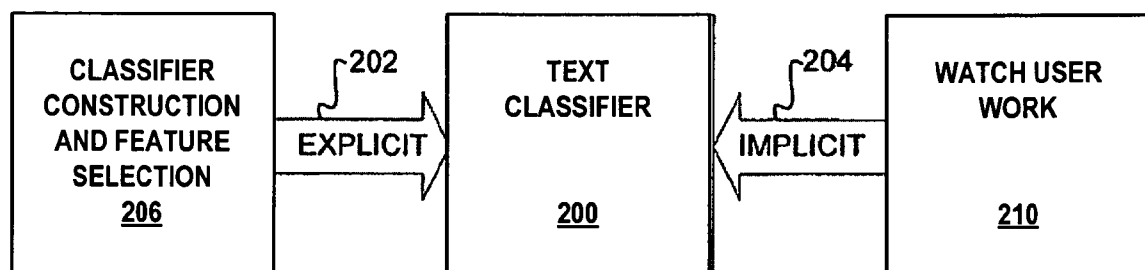 CLASSIFIER
CONSTRUCTION
AND FEATURE
SELECTION
206
202
EXPLICIT
TEXT
CLASSIFIER
200
204
IMPLICIT
WATCH USER
WORK
210